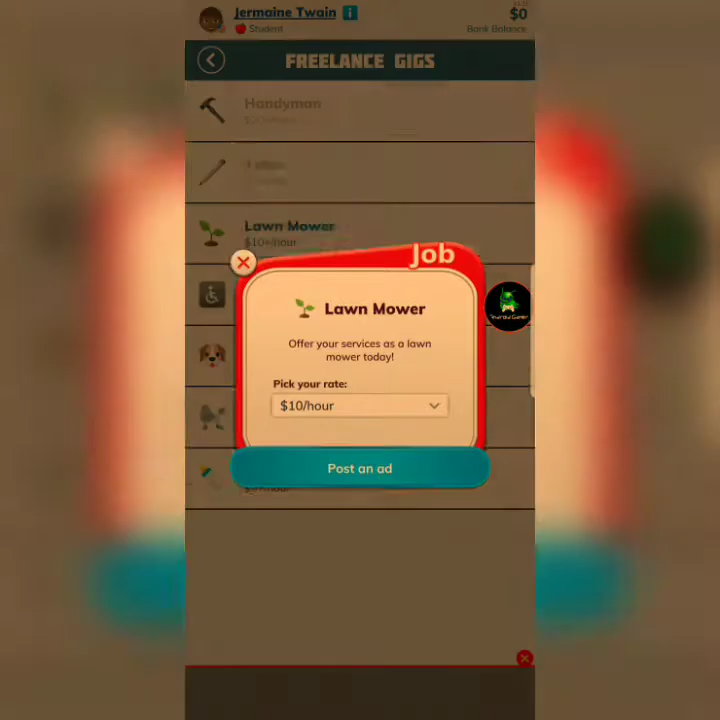 Jermaine Twain
$0
Student
Bank Balance
FREELANCE GIGS
Handyman
Lawn Mower
$10+/hour
Job
Lawn Mower
Offer your services as a lawn
mower today!
Pick your rate:
$10/hour
Post an ad